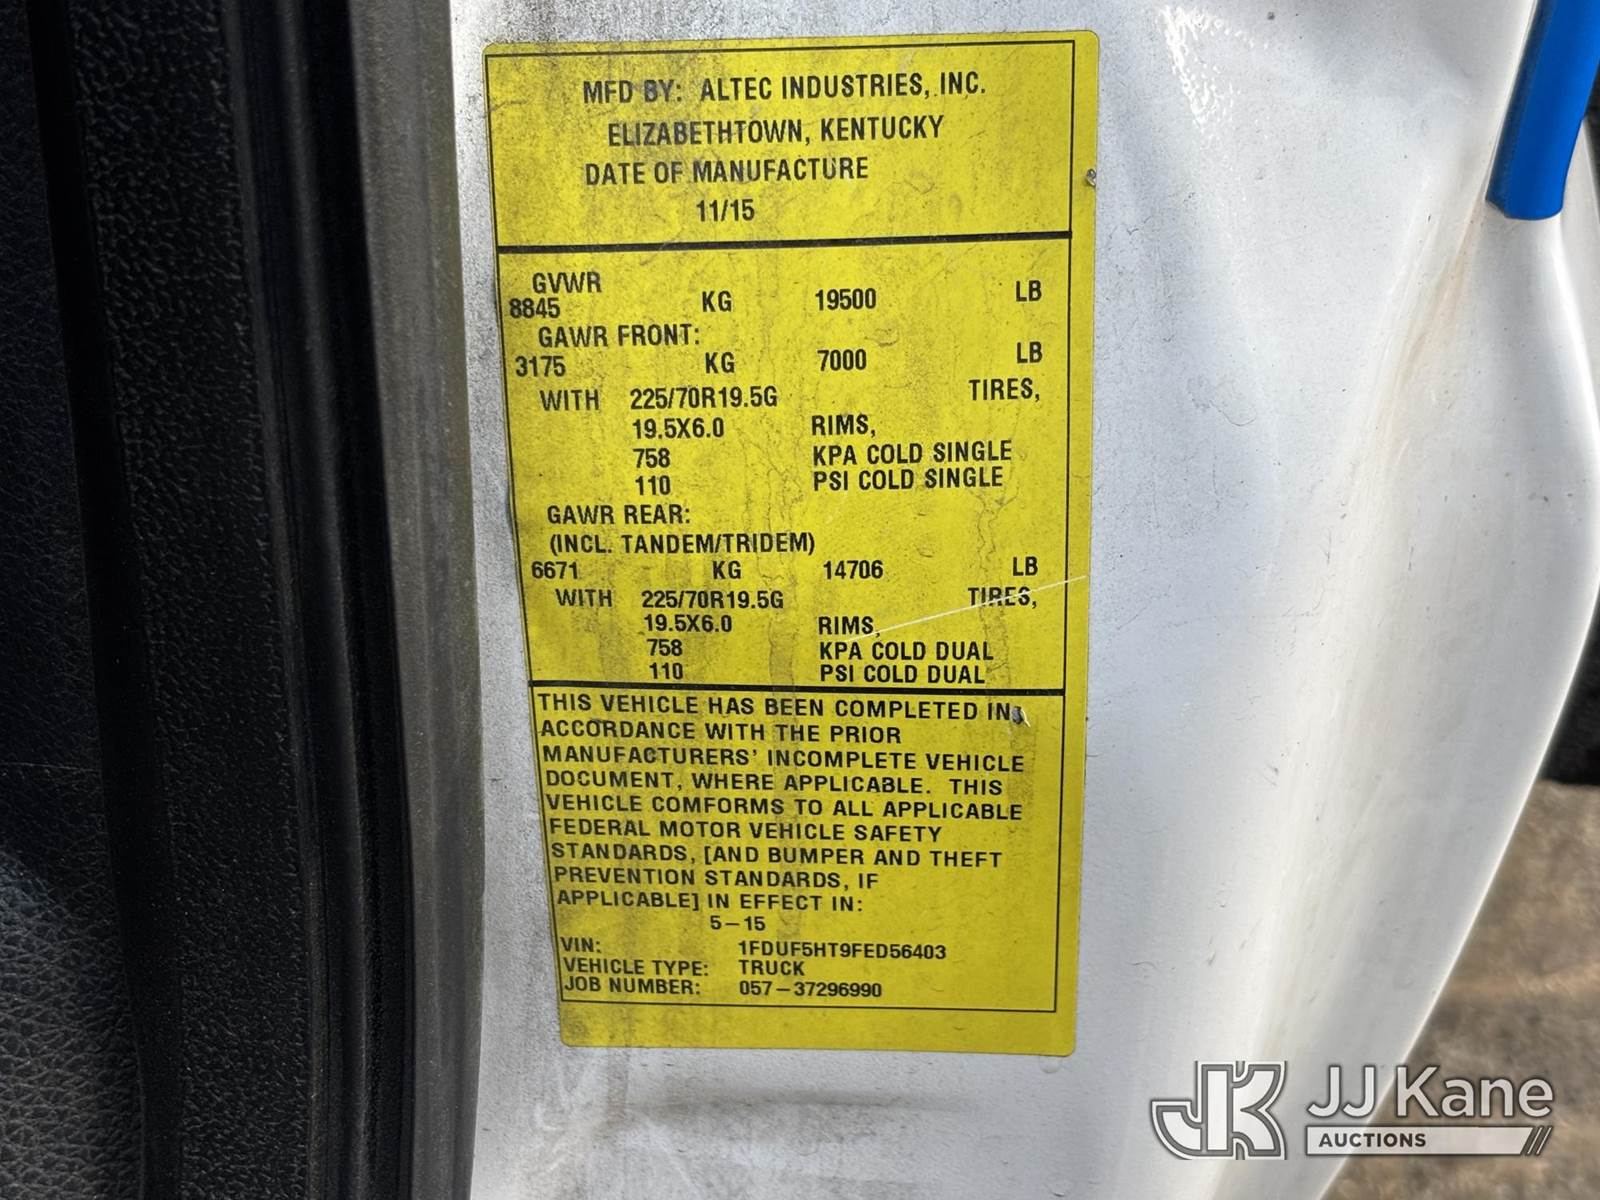 MFD BY: ALTEC INDUSTRIES, INC.
ELIZABETHTOWN, KENTUCKY
DATE OF MANUFACTURE
11/15
GVWR
8845 KG 19500 LB
GAWR FRONT:
3175 KG 7000 LB
WITH 225/70R19.5G TIRES,
19.5X6.0 RIMS,
758 KPA COLD SINGLE
110 PSI COLD SINGLE
GAWR REAR:
(INCL. TANDEM/TRIDEM)
6671 KG 14706 LB
WITH 225/70R19.5G TIRES,
19.5X6.0 RIMS,
758 KPA COLD DUAL
110 PSI COLD DUAL
THIS VEHICLE HAS BEEN COMPLETED IN
ACCORDANCE WITH THE PRIOR
MANUFACTURERS' INCOMPLETE VEHICLE
DOCUMENT, WHERE APPLICABLE. THIS
VEHICLE COMFORMS TO ALL APPLICABLE
FEDERAL MOTOR VEHICLE SAFETY
STANDARDS, [AND BUMPER AND THEFT
PREVENTION STANDARDS, IF
APPLICABLE] IN EFFECT IN:
5-15
VIN: 1FDUF5HT9FED56403
VEHICLE TYPE: TRUCK
JOB NUMBER: 057-37296990
JK JJ Kane
AUCTIONS